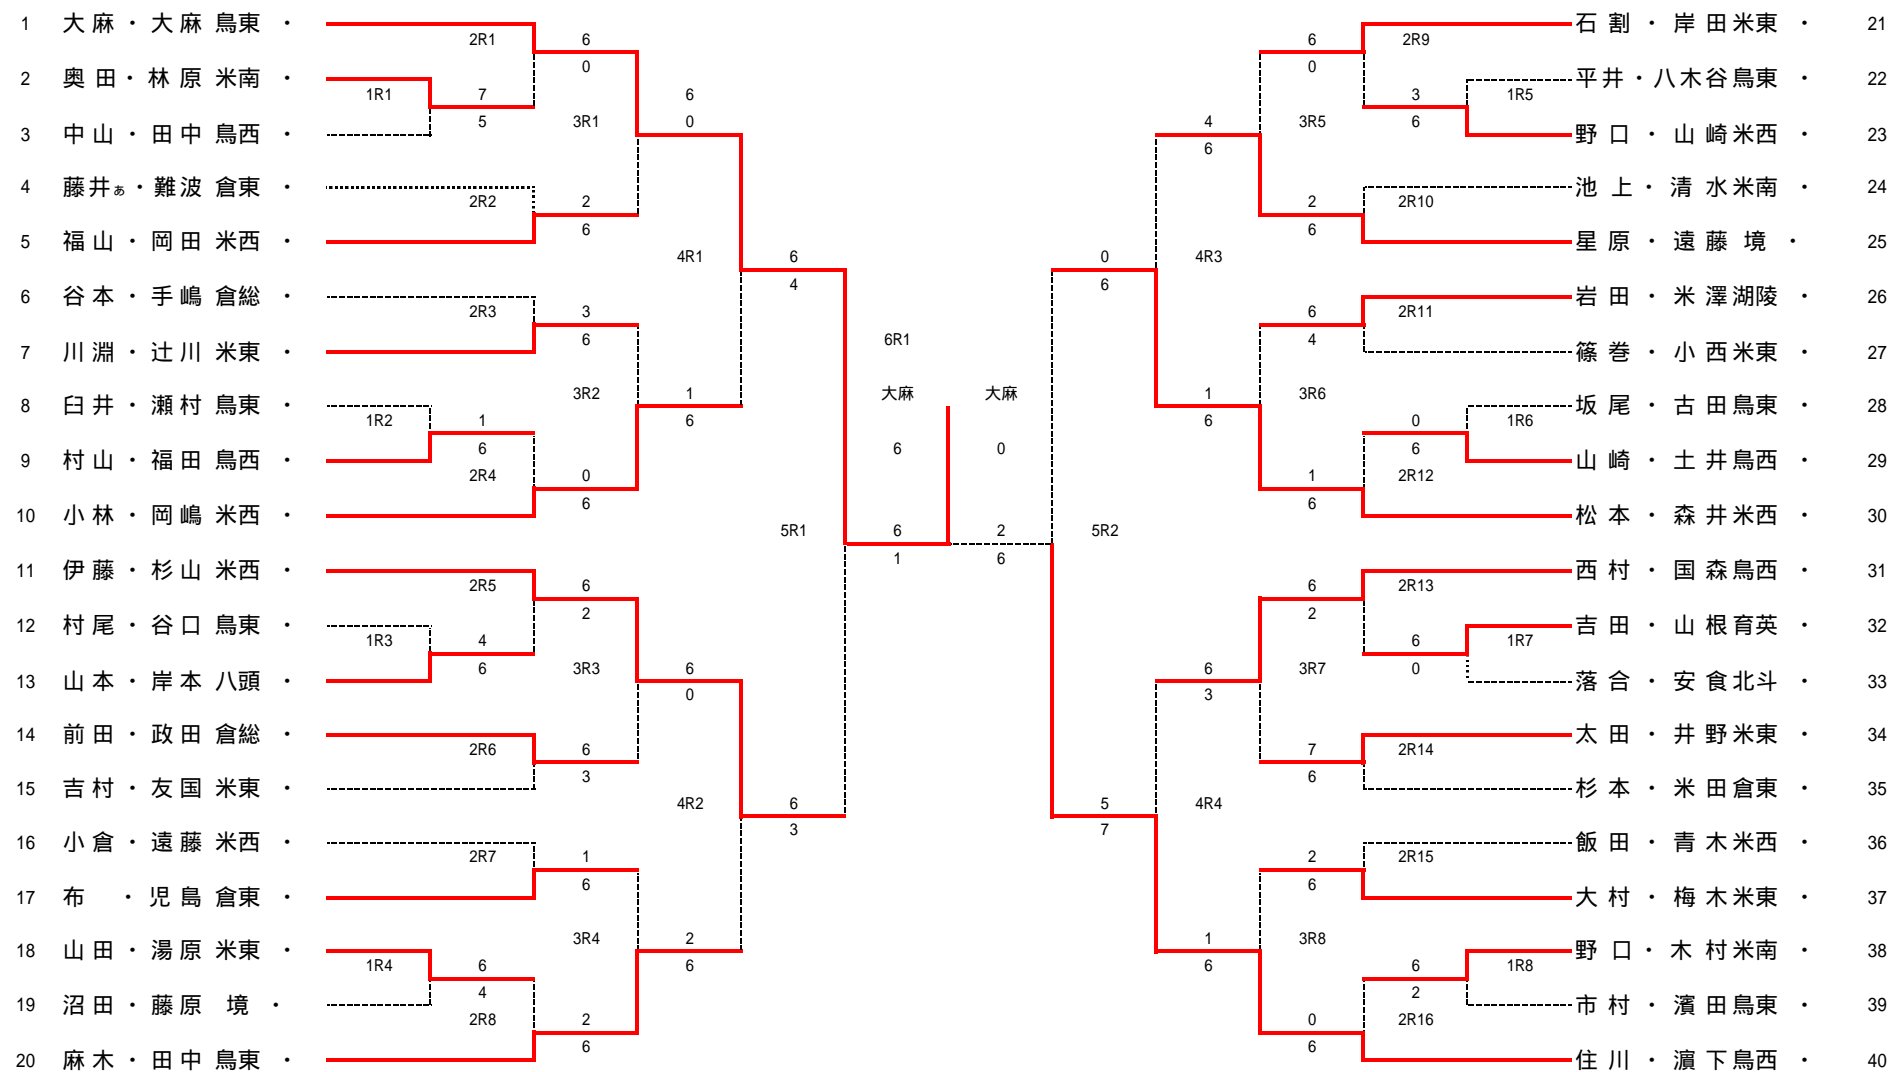 1 大麻・大麻 鳥東 ・
2R1
6
0
2 奥田・林原 米南 ・
1R1
7
5
3 中山・田中 鳥西 ・
3R1
6
0
4 藤井ぁ・難波 倉東 ・
2R2
2
6
5 福山・岡田 米西 ・
4R1
6
4
6 谷本・手嶋 倉総 ・
2R3
3
6
7 川淵・辻川 米東 ・
3R2
1
6
8 臼井・瀬村 鳥東 ・
1R2
1
6
9 村山・福田 鳥西 ・
2R4
0
6
10 小林・岡嶋 米西 ・
5R1
6
1
11 伊藤・杉山 米西 ・
2R5
6
2
12 村尾・谷口 鳥東 ・
1R3
4
6
13 山本・岸本 八頭 ・
3R3
6
0
14 前田・政田 倉総 ・
2R6
6
3
15 吉村・友国 米東 ・
4R2
6
3
16 小倉・遠藤 米西 ・
2R7
1
6
17 布 ・児島 倉東 ・
3R4
2
6
18 山田・湯原 米東 ・
1R4
6
4
19 沼田・藤原 境 ・
2R8
2
6
20 麻木・田中 鳥東 ・
6R1
大麻 大麻
6 0
石割・岸田 米東 ・ 21
2R9
6
0
平井・八木谷 鳥東 ・ 22
1R5
3
6
野口・山崎 米西 ・ 23
3R5
4
6
池上・清水 米南 ・ 24
2R10
2
6
星原・遠藤 境 ・ 25
4R3
0
6
岩田・米澤 湖陵 ・ 26
2R11
6
4
篠巻・小西 米東 ・ 27
3R6
1
6
坂尾・古田 鳥東 ・ 28
1R6
0
6
山崎・土井 鳥西 ・ 29
2R12
1
6
松本・森井 米西 ・ 30
5R2
2
6
西村・国森 鳥西 ・ 31
2R13
6
2
吉田・山根 育英 ・ 32
1R7
6
0
落合・安食 北斗 ・ 33
3R7
6
3
太田・井野 米東 ・ 34
2R14
7
6
杉本・米田 倉東 ・ 35
4R4
5
7
飯田・青木 米西 ・ 36
2R15
2
6
大村・梅木 米東 ・ 37
3R8
1
6
野口・木村 米南 ・ 38
1R8
6
2
市村・濱田 鳥東 ・ 39
2R16
0
6
住川・濵下 鳥西 ・ 40